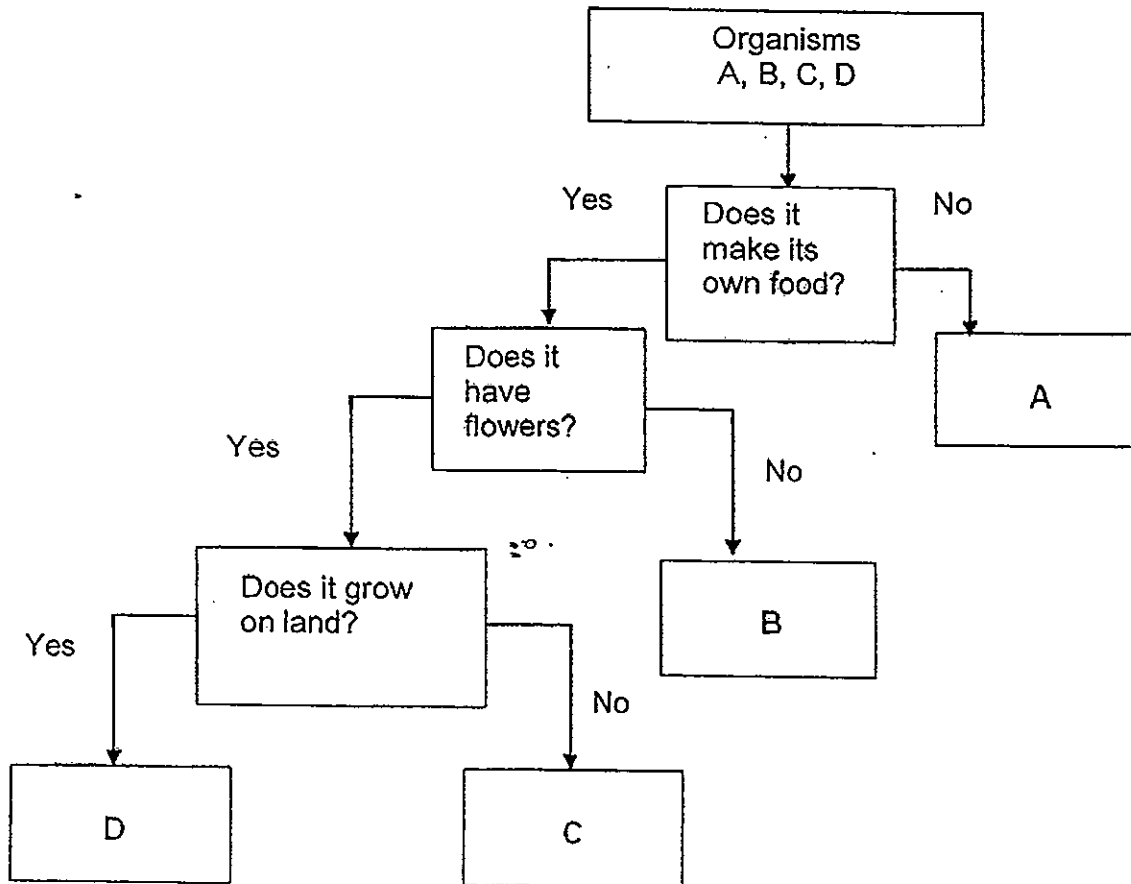 Organisms
A, B, C, D
Yes
Does it
make its
own food?
No
Does it
have
flowers?
A
Yes
No
Does it grow
on land?
B
Yes
No
D
C